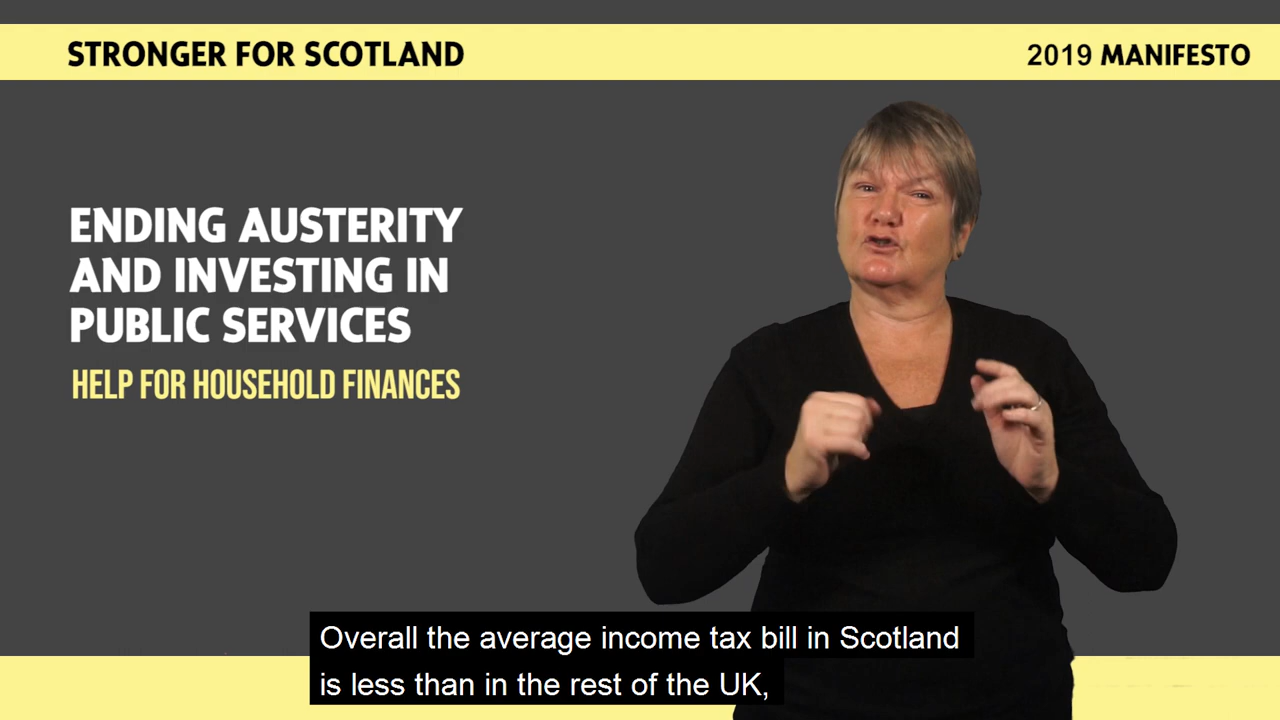 STRONGER FOR SCOTLAND
2019 MANIFESTO
ENDING AUSTERITY
AND INVESTING IN
PUBLIC SERVICES
HELP FOR HOUSEHOLD FINANCES
Overall the average income tax bill in Scotland
is less than in the rest of the UK,